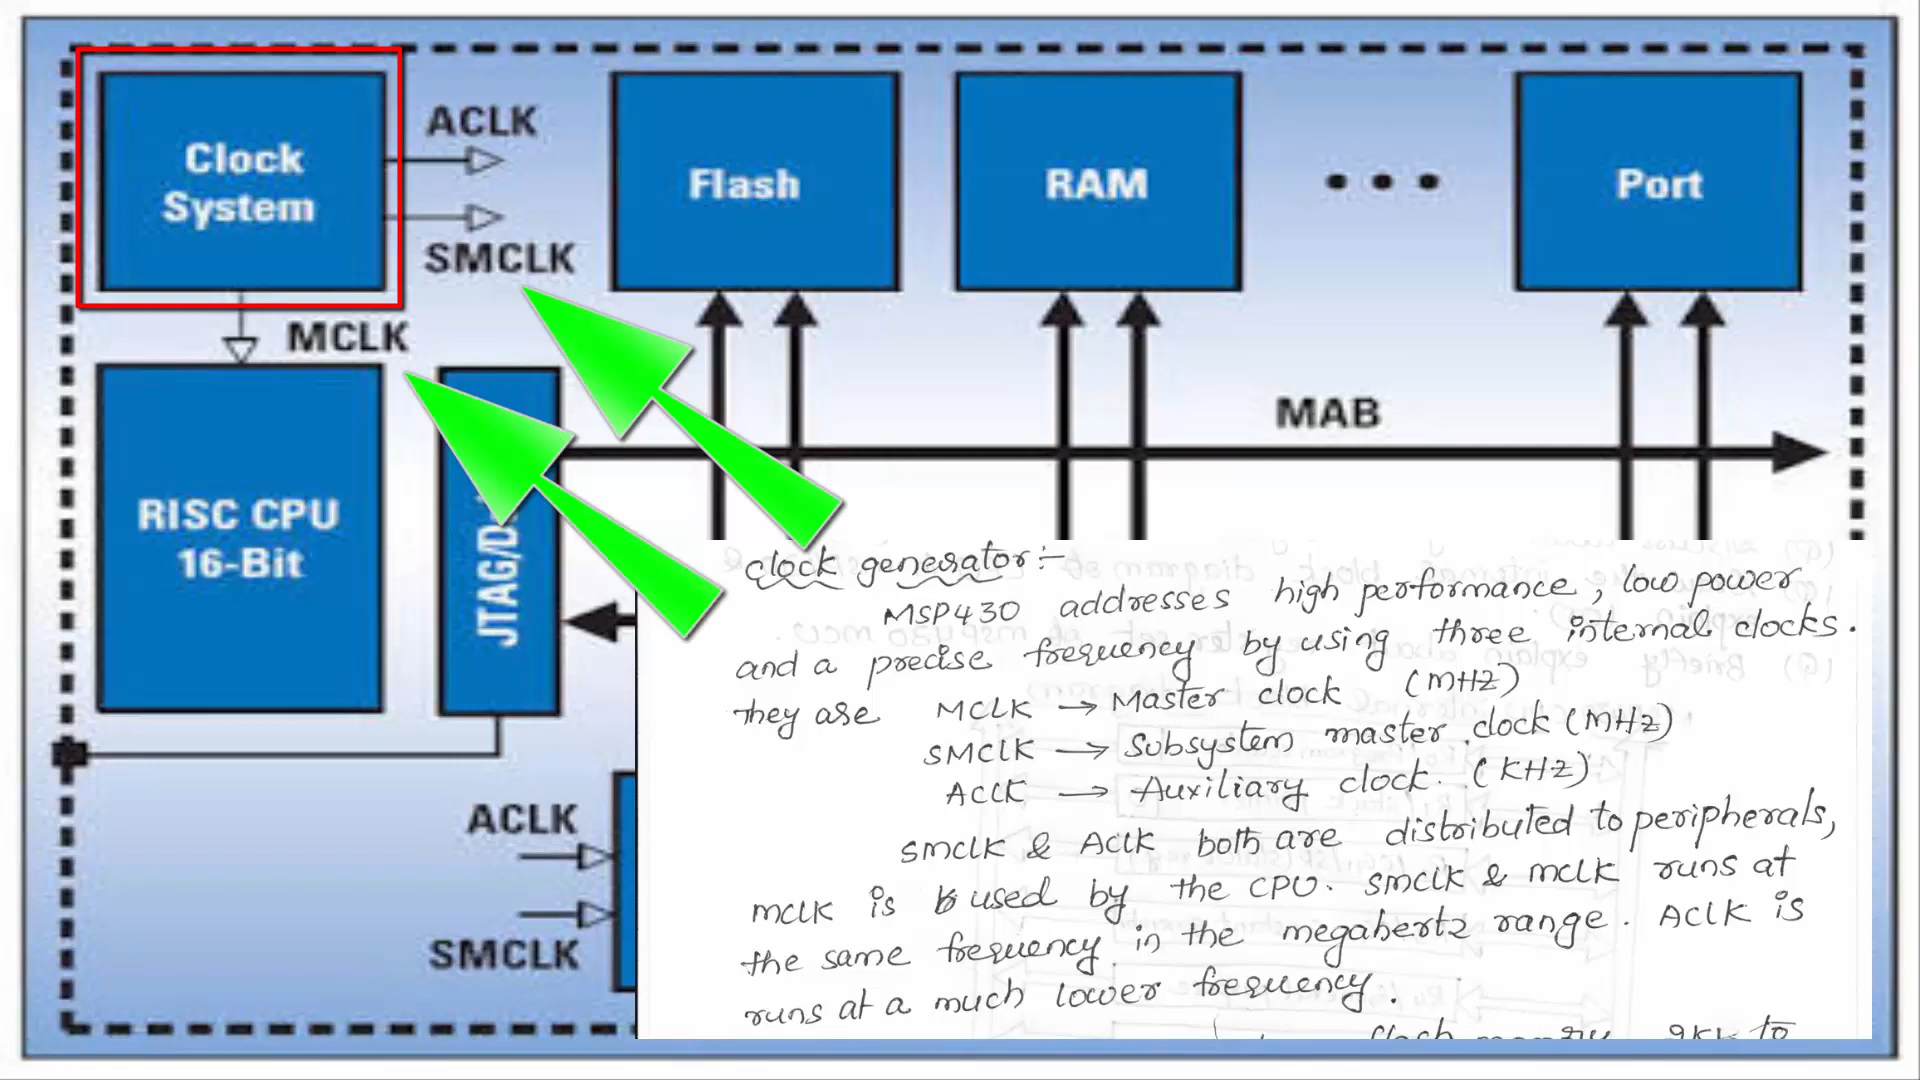 Clock
System
ACLK
SMCLK
MCLK
Flash
RAM
Port
RISC CPU
16-Bit
JTAG/D
MAB
ACLK
SMCLK
clock generator:-
MSP430 addresses high performance, low power
and a precise frequency by using three internal clocks.
They are MCLK → Master clock (MHZ)
SMCLK → Subsystem master clock (MHZ)
ACLK → Auxiliary clock. (KHZ)
SMCLK & ACLK both are distributed to peripherals,
MCLK is used by the CPU. SMCLK & MCLK runs at
the same frequency in the megahertz range. ACLK is
runs at a much lower frequency.